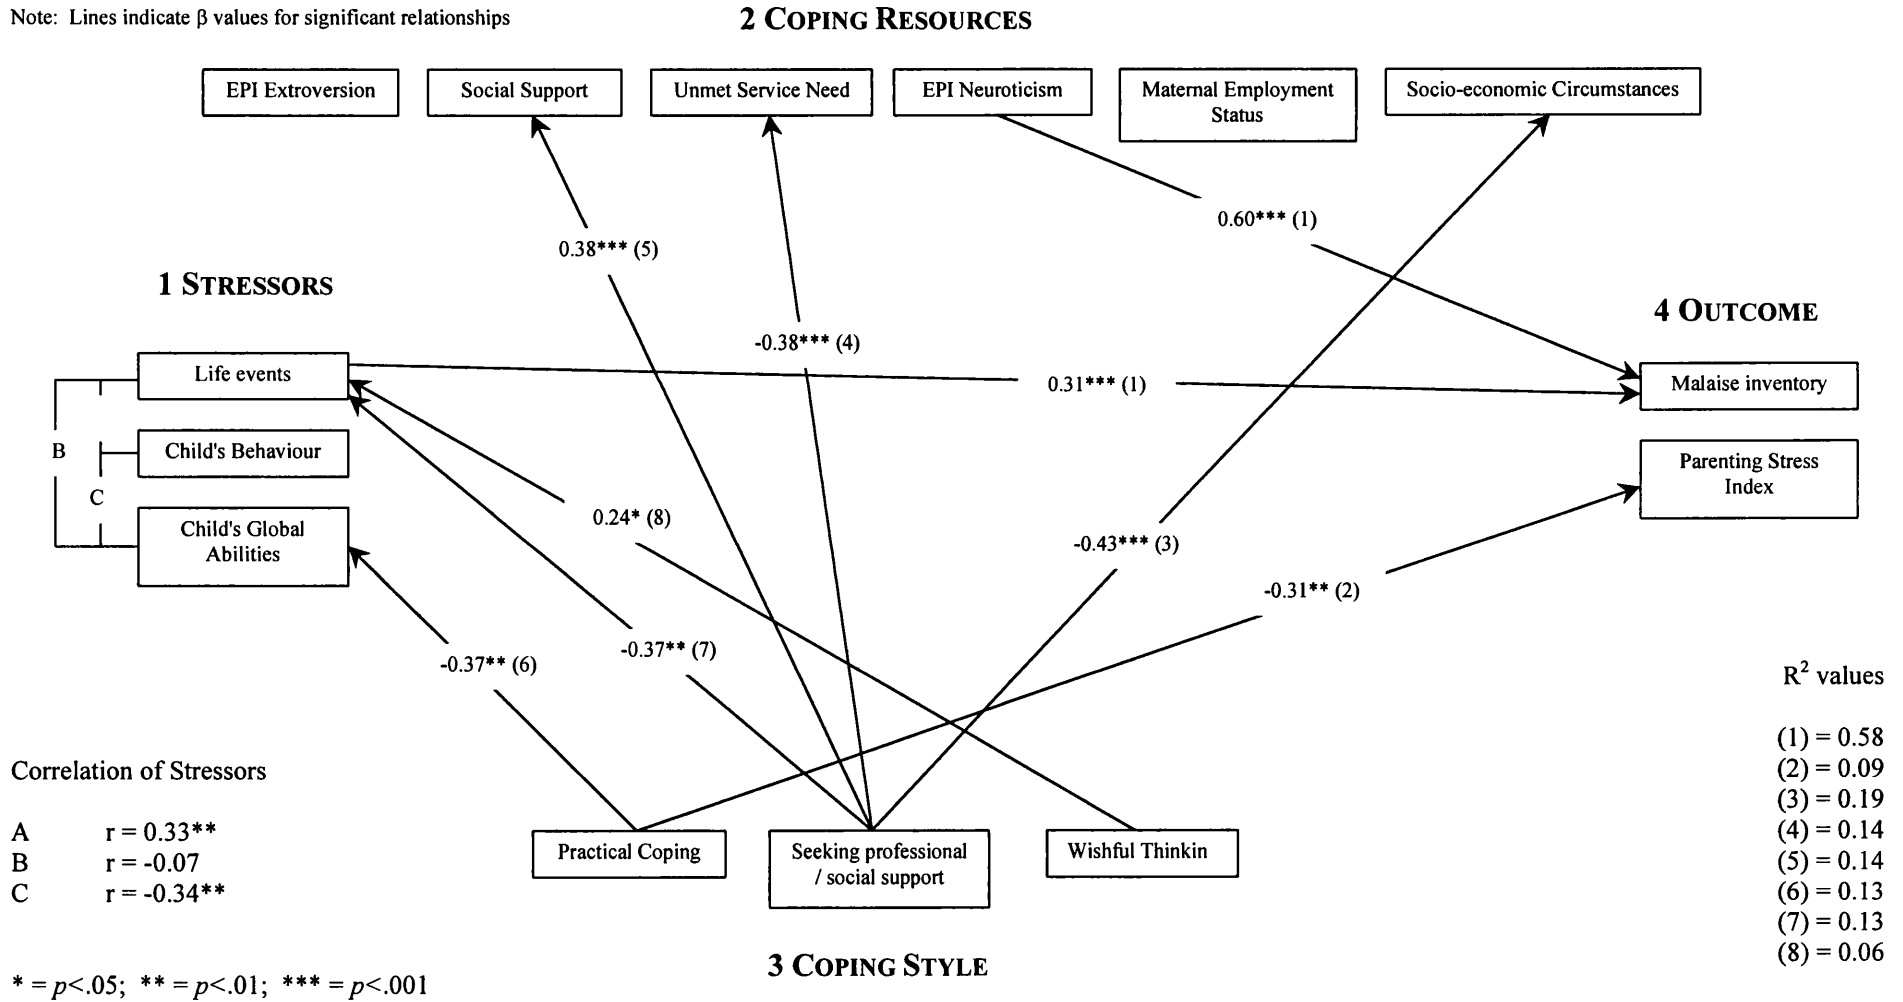 Note: Lines indicate β values for significant relationships
2 COPING RESOURCES
EPI Extroversion
Social Support
Unmet Service Need
EPI Neuroticism
Maternal Employment
Status
Socio-economic Circumstances
0.60*** (1)
0.38*** (5)
1 STRESSORS
4 OUTCOME
-0.38*** (4)
Life events
0.31*** (1)
Malaise inventory
B
Child's Behaviour
Parenting Stress
Index
C
0.24* (8)
Child's Global
Abilities
-0.43*** (3)
-0.31** (2)
-0.37** (7)
-0.37** (6)
R² values
(1) = 0.58
(2) = 0.09
(3) = 0.19
(4) = 0.14
(5) = 0.14
(6) = 0.13
(7) = 0.13
(8) = 0.06
Correlation of Stressors
A r = 0.33**
B r = -0.07
C r = -0.34**
Practical Coping
Seeking professional
/ social support
Wishful Thinkin
3 COPING STYLE
* = p<.05; ** = p<.01; *** = p<.001